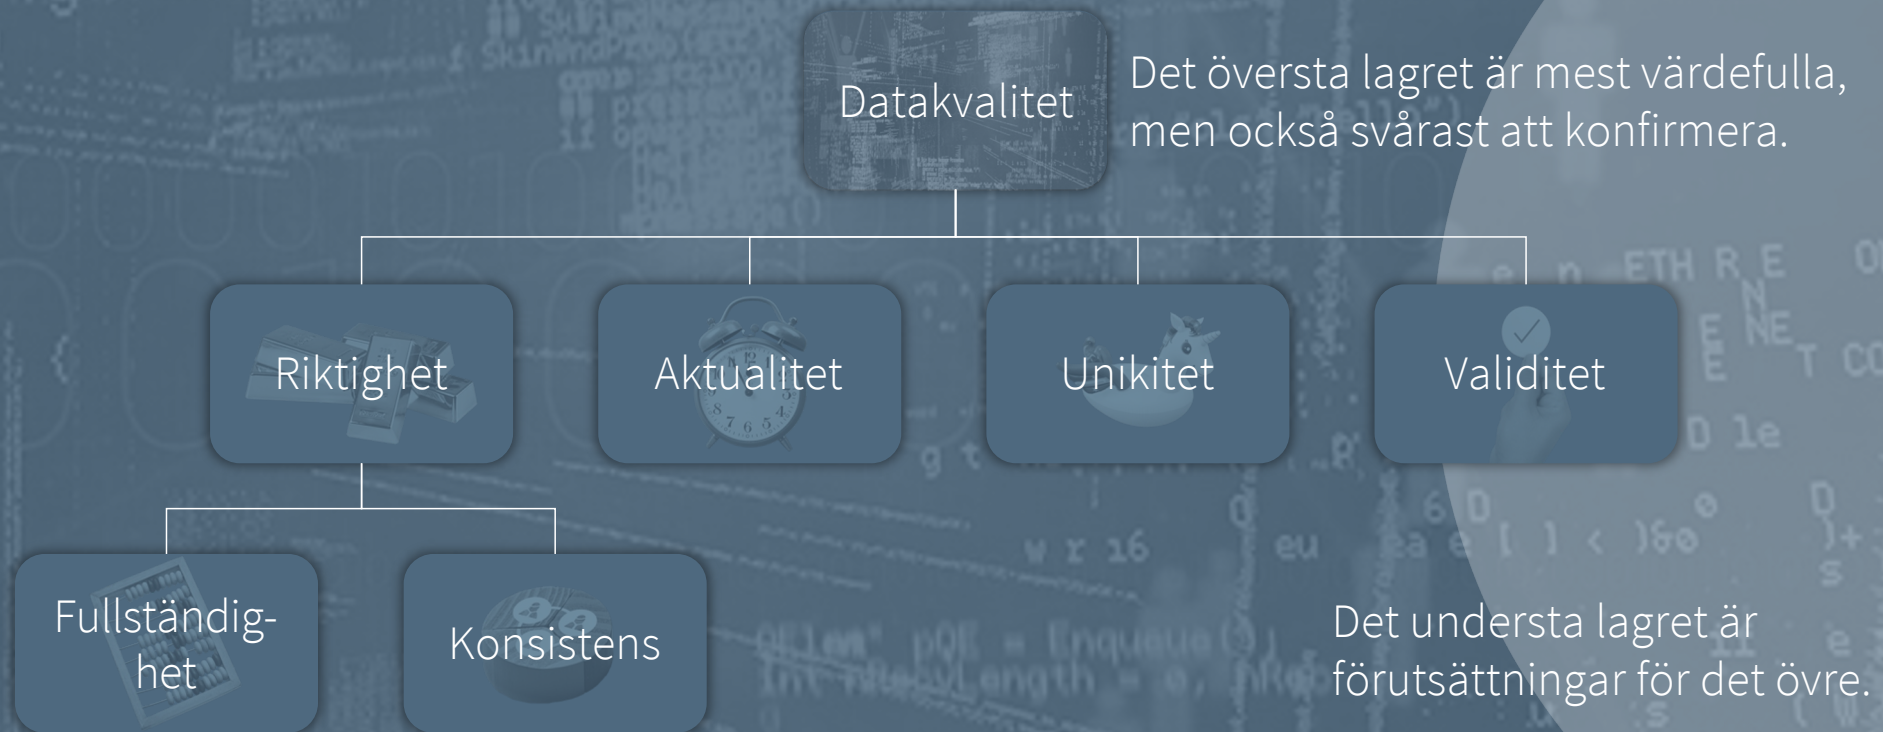 Datakvalitet
Det översta lagret är mest värdefulla,
men också svårast att konfirmera.
Riktighet
Aktualitet
Unikitet
Validitet
Fullständig-
het
Konsistens
Det understa lagret är
förutsättningar för det övre.